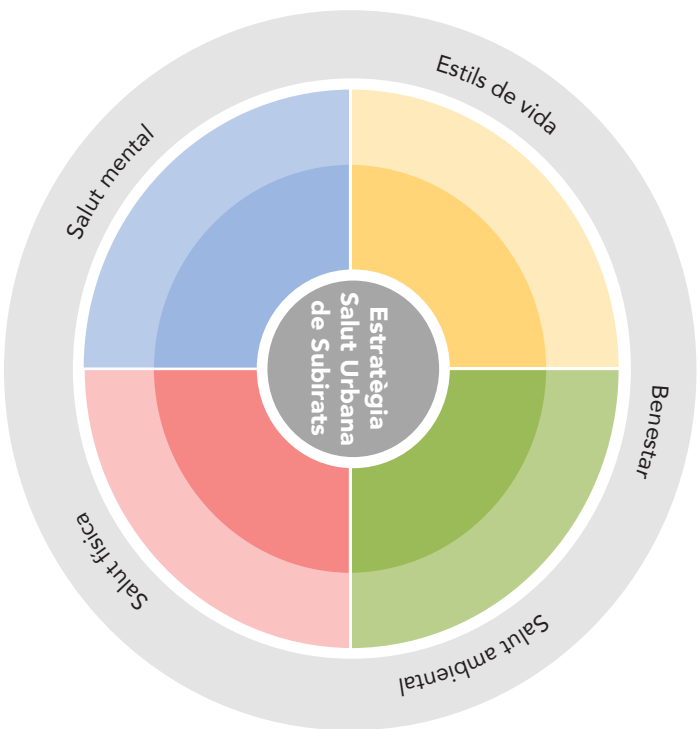 Estils de vida
Benestar
Salut ambiental
Salut física
Salut mental
Estratègia
Salut Urbana
de Subirats